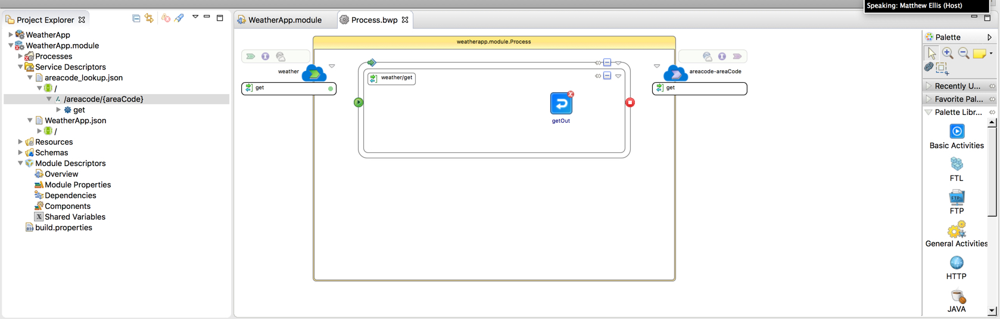 Speaking: Matthew Ellis (Host)
Project Explorer
WeatherApp.module
Process.bwp
WeatherApp
WeatherApp.module
Processes
Service Descriptors
areacode_lookup.json
/
/areacode/{areaCode}
get
WeatherApp.json
/
Resources
Schemas
Module Descriptors
Overview
Module Properties
Dependencies
Components
X Shared Variables
010 build.properties
weatherapp.module.Process
weather
get
weather/get
getOut
areacode-areaCode
get
Palette
Recently U...
Favorite Pal...
Palette Libr...
Basic Activities
FTL
FTPs
FTP
General Activities
HTTP
JAVA